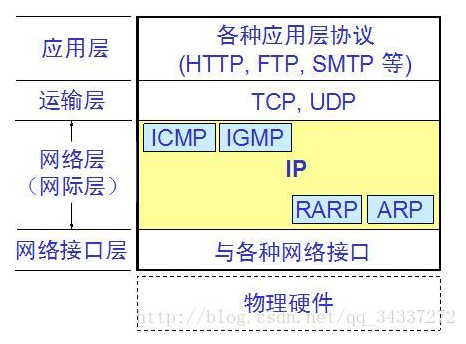 应用层
各种应用层协议
(HTTP, FTP, SMTP 等)
运输层
TCP, UDP
网络层
（网际层）
ICMP
IGMP
IP
RARP
ARP
网络接口层
与各种网络接口
物理硬件
http://blog.csdn.net/qq_34337272